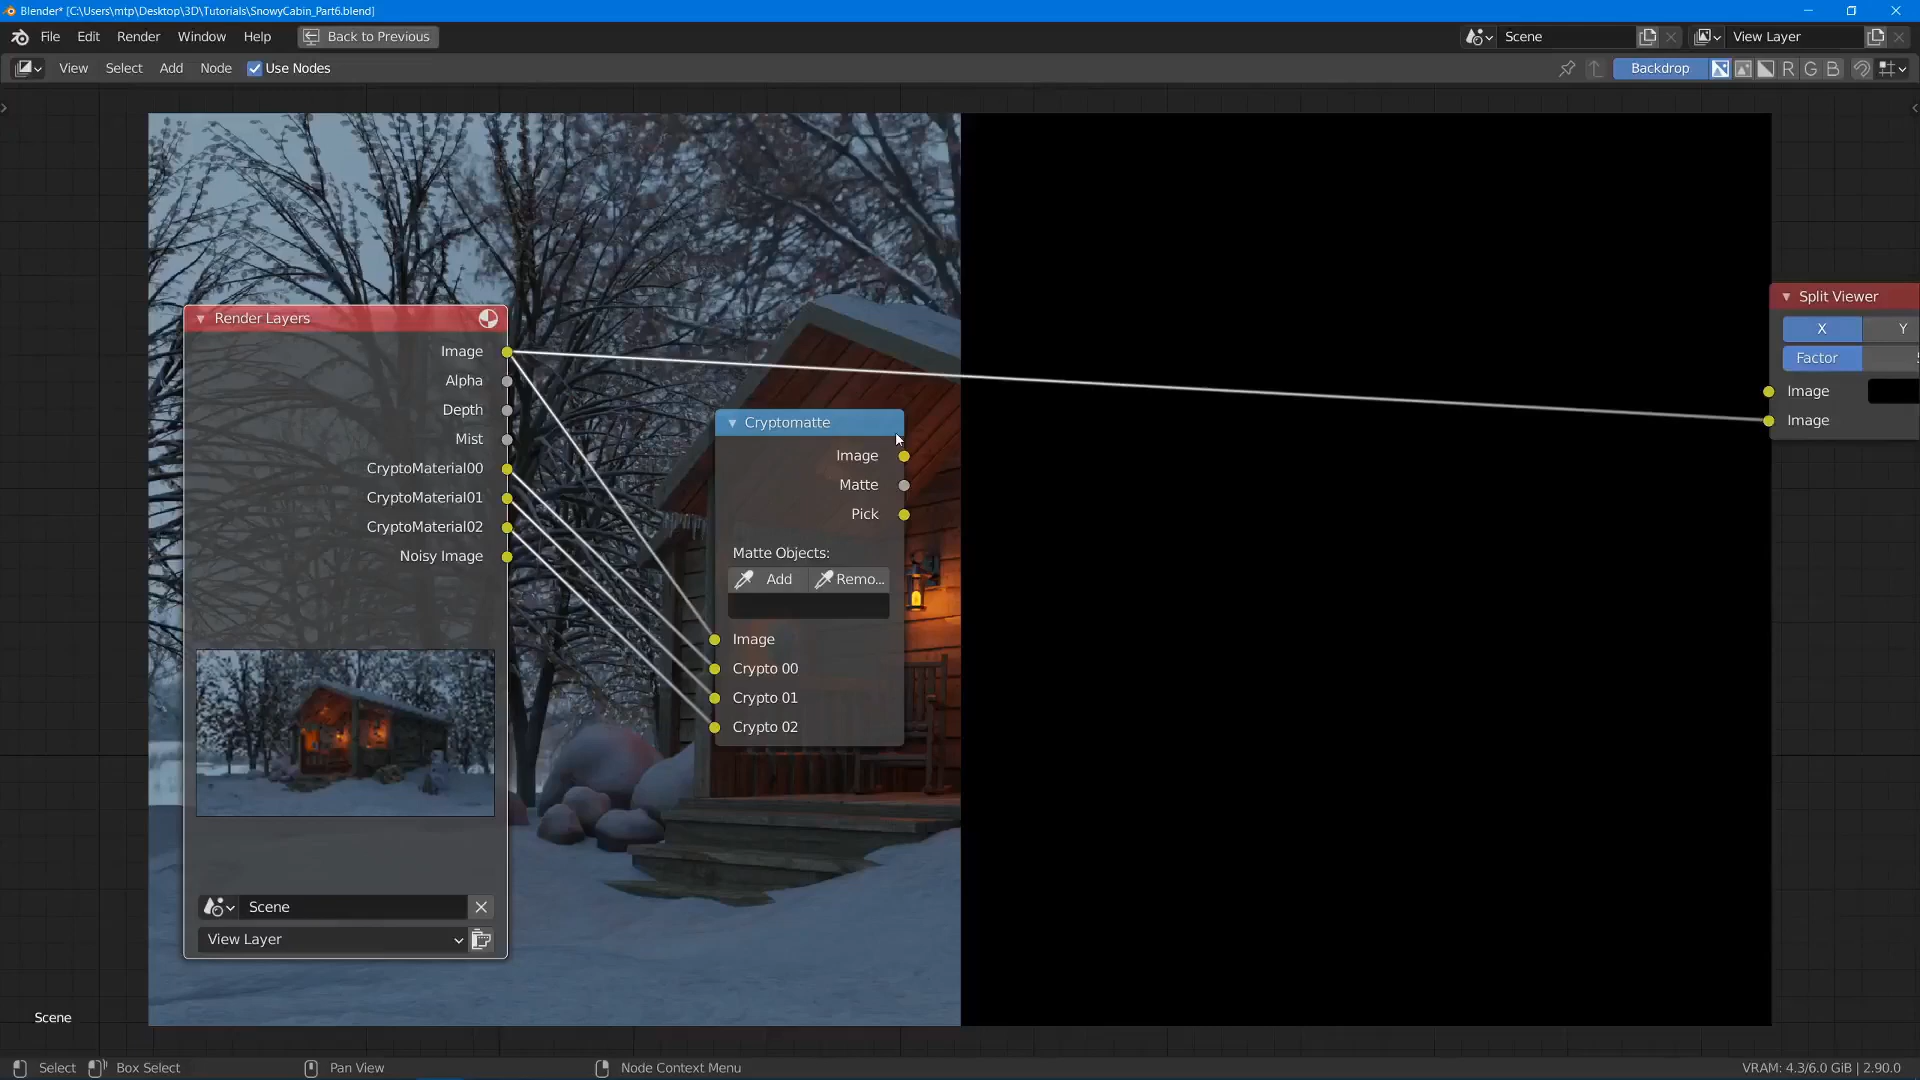 Blender* [C:\Users\mtp\Desktop\3D\Tutorials\SnowyCabin_Part6.blend]
File Edit Render Window Help Back to Previous Scene View Layer
View Select Add Node Use Nodes Backdrop R G B
Render Layers
Image
Alpha
Depth
Mist
CryptoMaterial00
CryptoMaterial01
CryptoMaterial02
Noisy Image
Scene
View Layer
Cryptomatte
Image
Matte
Pick
Matte Objects:
Add Remo...
Image
Crypto 00
Crypto 01
Crypto 02
Split Viewer
X Y
Factor
Image
Image
Scene
Select Box Select Pan View Node Context Menu VRAM: 4.3/6.0 GiB | 2.90.0